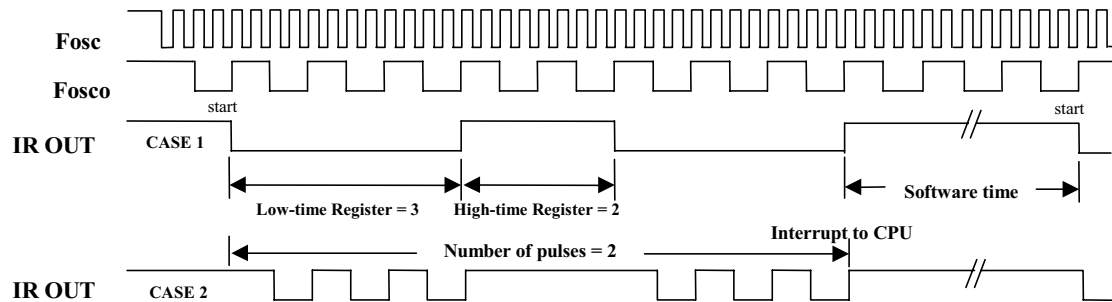 Fosc
Fosco
start
start
IR OUT
CASE 1
Software time
Low-time Register = 3
High-time Register = 2
Interrupt to CPU
Number of pulses = 2
IR OUT
CASE 2